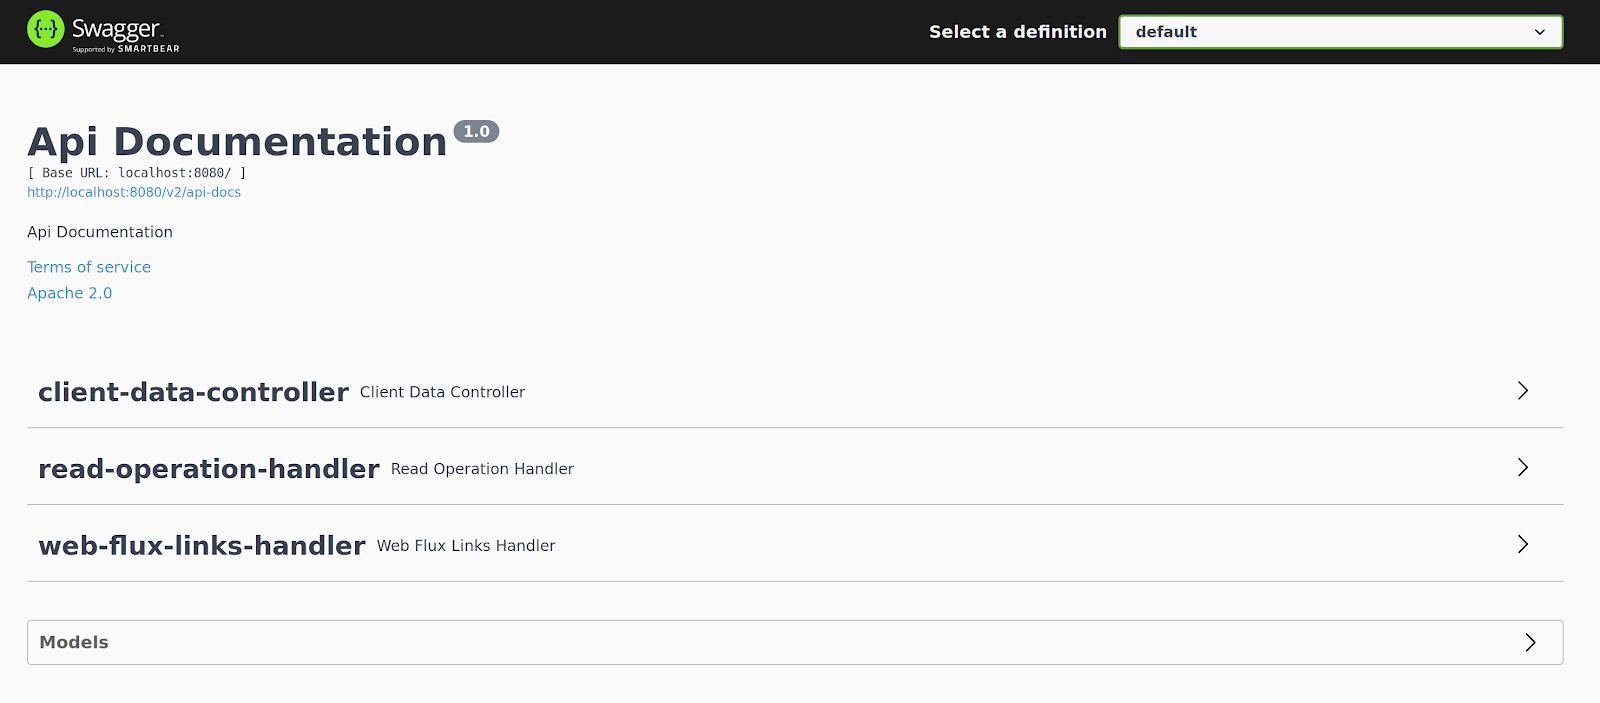 {···} Swagger™
Supported by SMARTBEAR
Select a definition
default
Api Documentation 1.0
[ Base URL: localhost:8080/ ]
http://localhost:8080/v2/api-docs
Api Documentation
Terms of service
Apache 2.0
client-data-controller Client Data Controller
read-operation-handler Read Operation Handler
web-flux-links-handler Web Flux Links Handler
Models